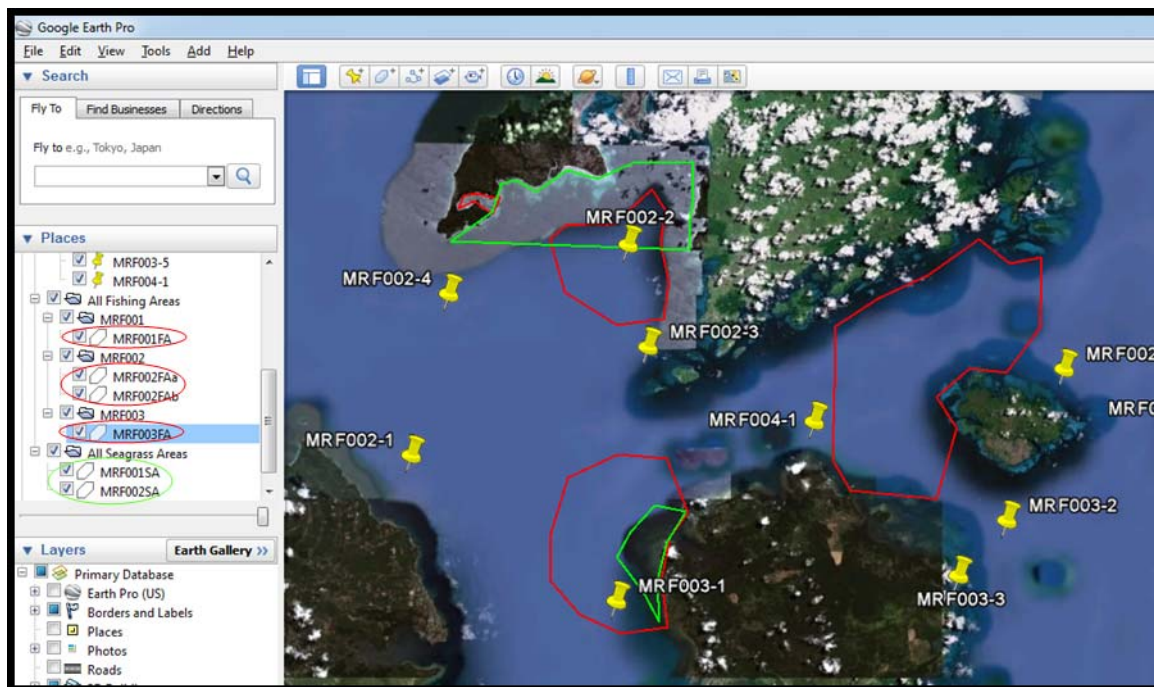 Google Earth Pro
File Edit View Tools Add Help
Search
Fly To Find Businesses Directions
Fly to e.g., Tokyo, Japan
Places
MRF003-5
MRF004-1
All Fishing Areas
MRF001
MRF001FA
MRF002
MRF002FAa
MRF002FAb
MRF003
MRF003FA
All Seagrass Areas
MRF001SA
MRF002SA
Layers Earth Gallery >>
Primary Database
Earth Pro (US)
Borders and Labels
Places
Photos
Roads
MRF002-2
MRF002-4
MRF002-3
MRF002
MRF0
MRF004-1
MRF002-1
MRF003-2
MRF003-1
MRF003-3